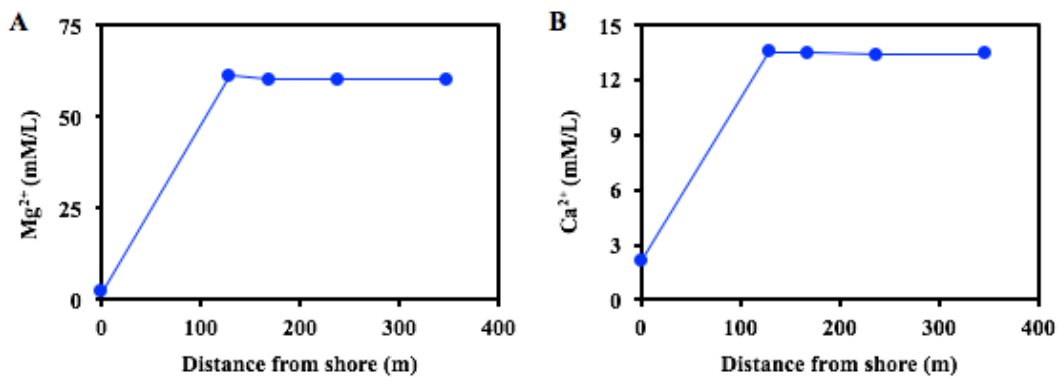 A
Mg²⁺ (mM/L)
75
50
25
0
0 100 200 300 400
Distance from shore (m)
B
Ca²⁺ (mM/L)
15
12
9
6
3
0
0 100 200 300 400
Distance from shore (m)